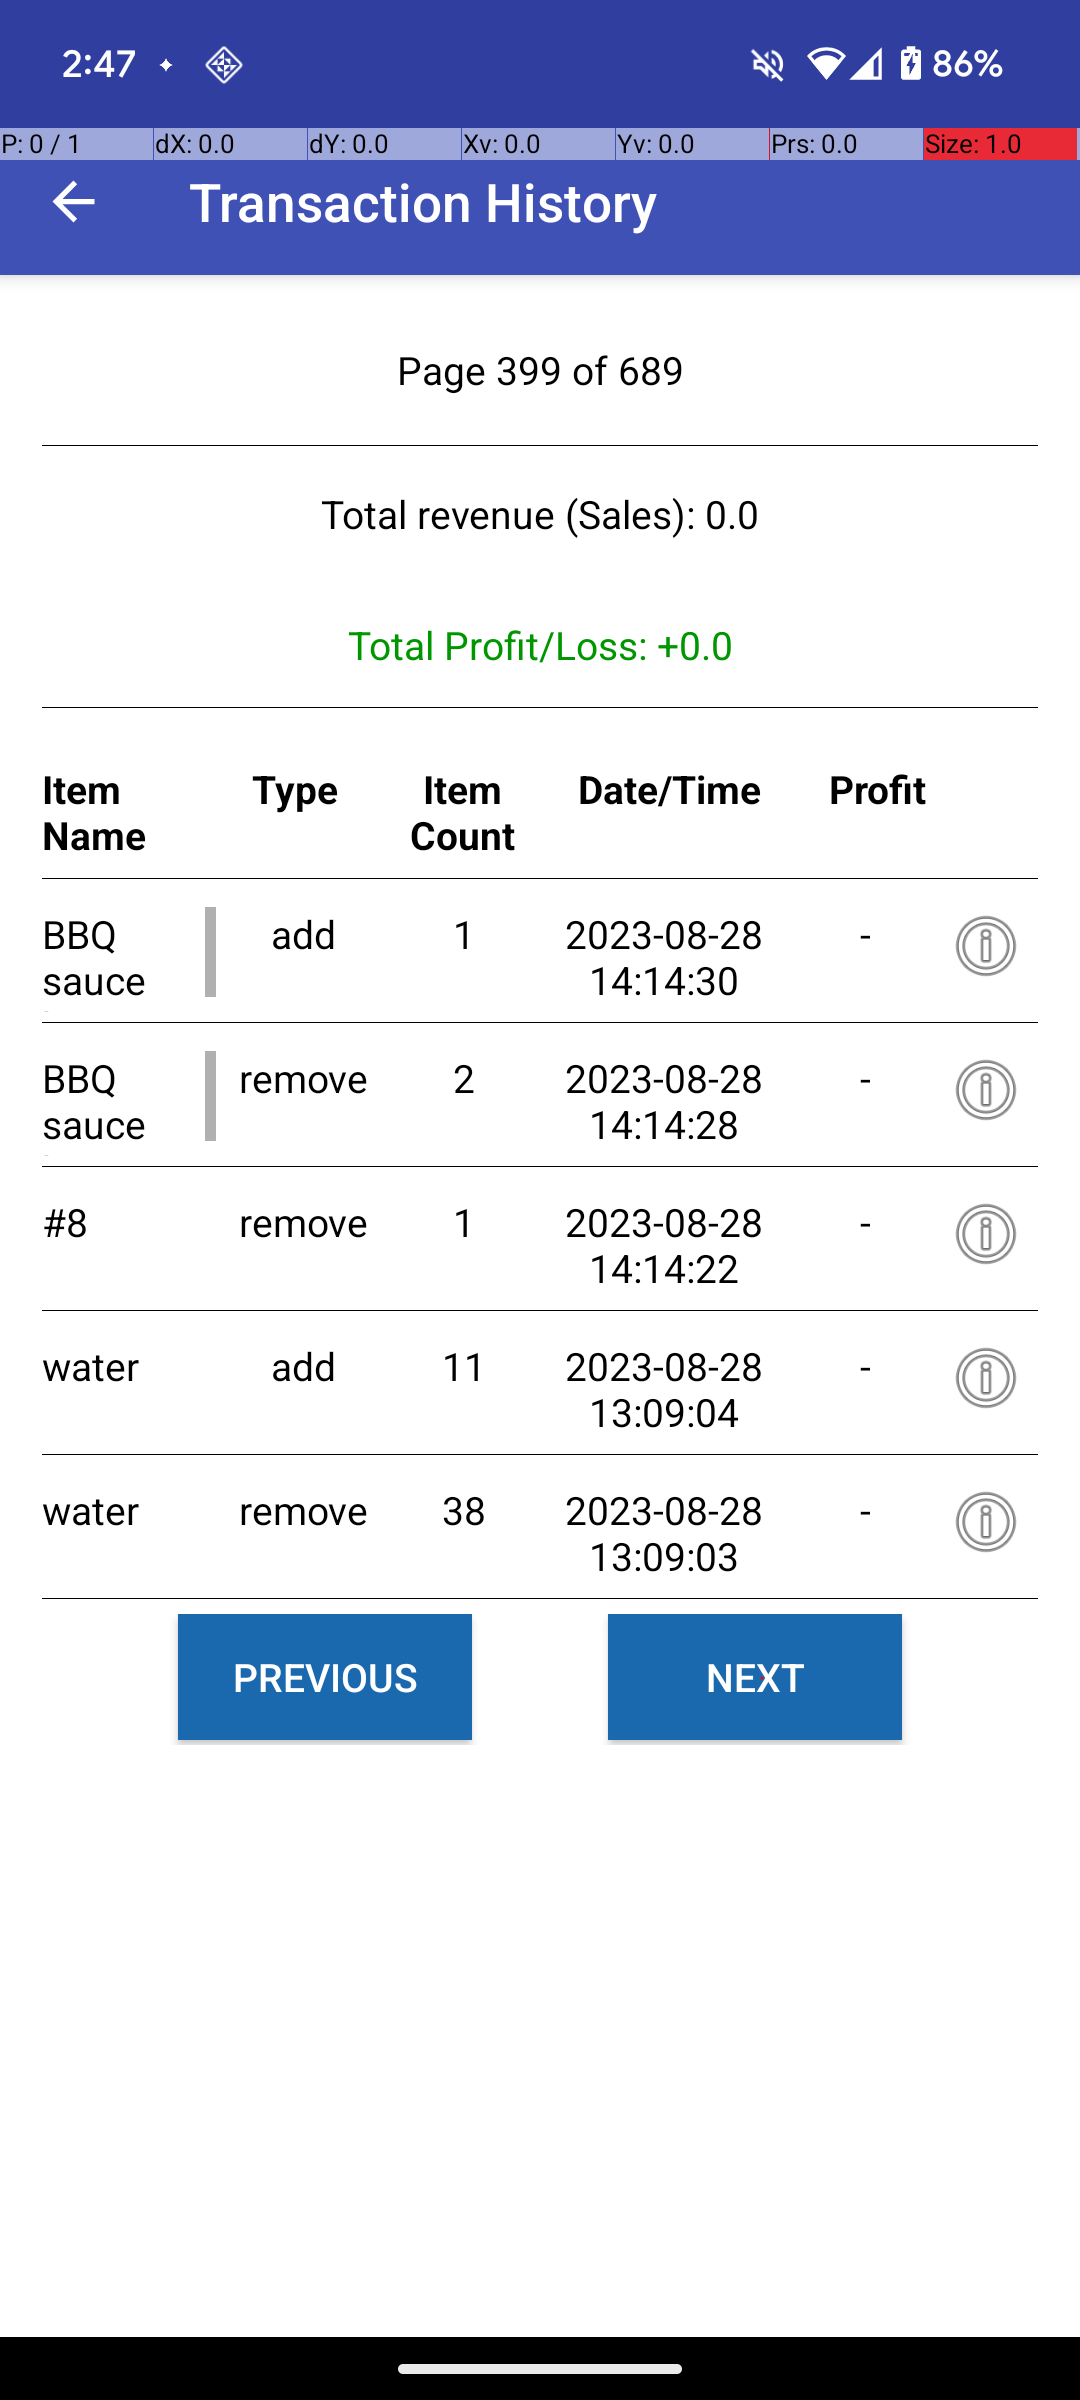 2:47
86%
P: 0 / 1 dX: 0.0 dY: 0.0 Xv: 0.0 Yv: 0.0 Prs: 0.0 Size: 1.0
Transaction History
Page 399 of 689
Total revenue (Sales): 0.0
Total Profit/Loss: +0.0
Item Type Item Date/Time Profit
Name Count
BBQ add 1 2023-08-28 -
sauce 14:14:30
BBQ remove 2 2023-08-28 -
sauce 14:14:28
#8 remove 1 2023-08-28 -
14:14:22
water add 11 2023-08-28 -
13:09:04
water remove 38 2023-08-28 -
13:09:03
PREVIOUS NEXT